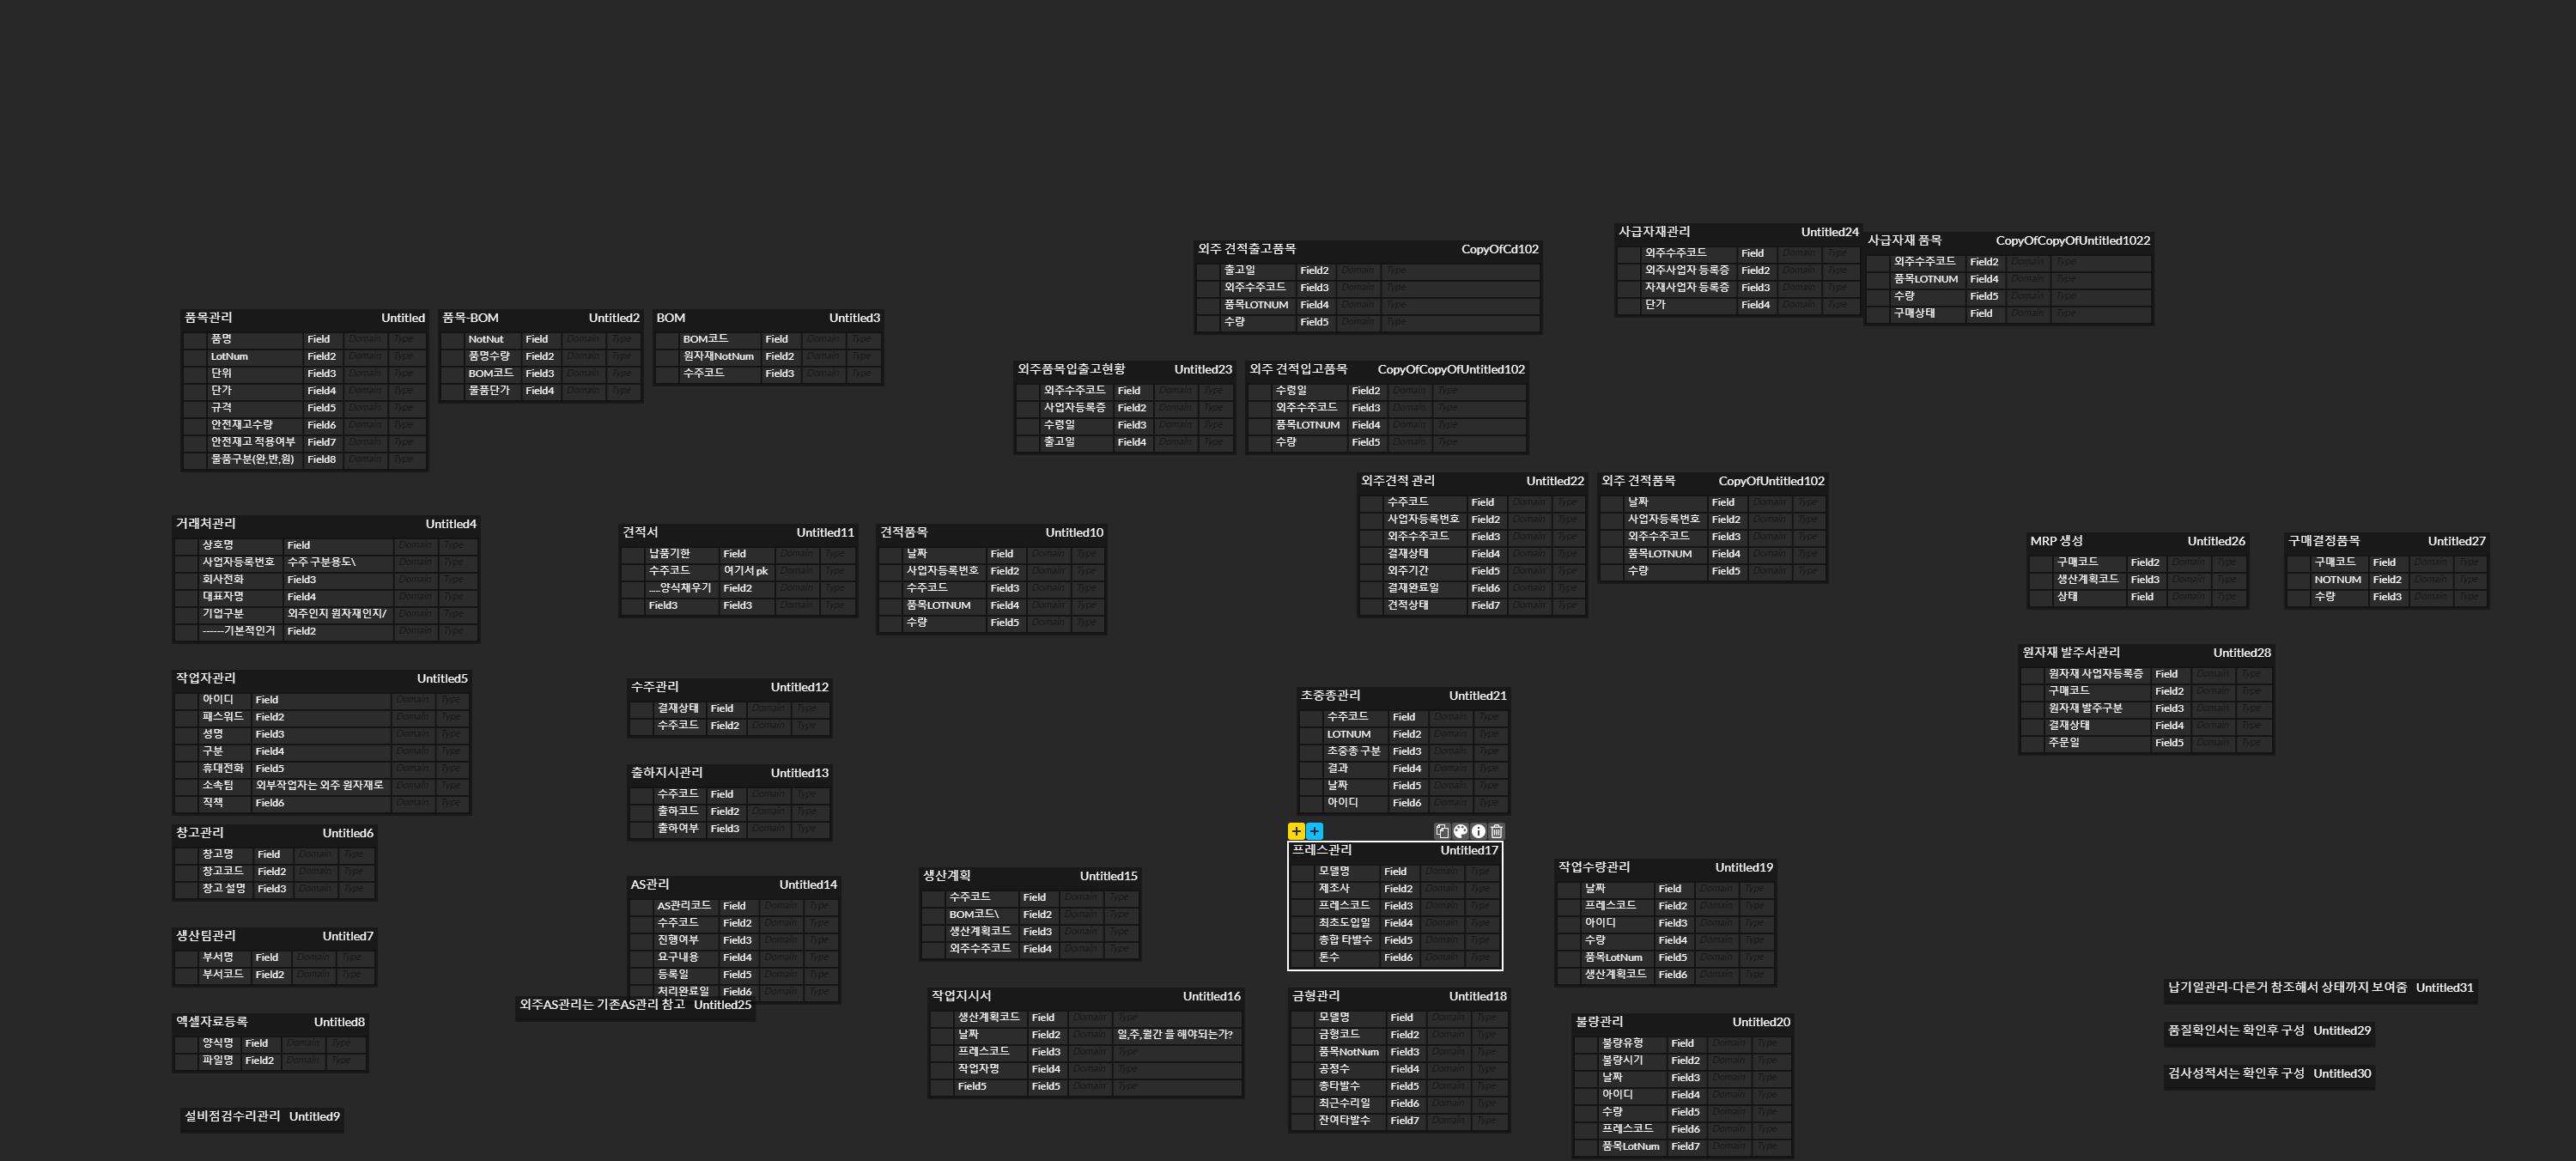 외주 견적출고품목 CopyOfCd102
출고일 Field2 Domain Type
외주수주코드 Field3 Domain Type
품목LOTNUM Field4 Domain Type
수량 Field5 Domain Type
사급자재관리 Untitled24
외주수주코드 Field Domain Type
외주사업자 등록증 Field2 Domain Type
자재사업자 등록증 Field3 Domain Type
단가 Field4 Domain Type
사급자재 품목 CopyOfCopyOfUntitled1022
외주수주코드 Field2 Domain Type
품목LOTNUM Field4 Domain Type
수량 Field5 Domain Type
구매상태 Field Domain Type
품목관리 Untitled
품명 Field Domain Type
LotNum Field2 Domain Type
단위 Field3 Domain Type
단가 Field4 Domain Type
규격 Field5 Domain Type
안전재고수량 Field6 Domain Type
안전재고 적용여부 Field7 Domain Type
물품구분(완,반,원) Field8 Domain Type
품목-BOM Untitled2
NotNut Field Domain Type
품명수량 Field2 Domain Type
BOM코드 Field3 Domain Type
물품단가 Field4 Domain Type
BOM Untitled3
BOM코드 Field Domain Type
원자재NotNum Field2 Domain Type
수주코드 Field3 Domain Type
외주품목입출고현황 Untitled23
외주수주코드 Field Domain Type
사업자등록증 Field2 Domain Type
수령일 Field3 Domain Type
출고일 Field4 Domain Type
외주 견적입고품목 CopyOfCopyOfUntitled102
수령일 Field2 Domain Type
외주수주코드 Field3 Domain Type
품목LOTNUM Field4 Domain Type
수량 Field5 Domain Type
외주견적 관리 Untitled22
수주코드 Field Domain Type
사업자등록번호 Field2 Domain Type
외주수주코드 Field3 Domain Type
결재상태 Field4 Domain Type
외주기간 Field5 Domain Type
결재완료일 Field6 Domain Type
견적상태 Field7 Domain Type
외주 견적품목 CopyOfUntitled102
날짜 Field Domain Type
사업자등록번호 Field2 Domain Type
외주수주코드 Field3 Domain Type
품목LOTNUM Field4 Domain Type
수량 Field5 Domain Type
거래처관리 Untitled4
상호명 Field Domain Type
사업자등록번호 수주 구분용도\ Domain Type
회사전화 Field3 Domain Type
대표자명 Field4 Domain Type
기업구분 외주인지 원자재인지/ Domain Type
------기본적인거 Field2 Domain Type
견적서 Untitled11
납품기한 Field Domain Type
수주코드 여기서 pk Domain Type
.....양식채우기 Field2 Domain Type
Field3 Field3 Domain Type
견적품목 Untitled10
날짜 Field Domain Type
사업자등록번호 Field2 Domain Type
수주코드 Field3 Domain Type
품목LOTNUM Field4 Domain Type
수량 Field5 Domain Type
MRP 생성 Untitled26
구매코드 Field2 Domain Type
생산계획코드 Field3 Domain Type
상태 Field Domain Type
구매결정품목 Untitled27
구매코드 Field Domain Type
NOTNUM Field2 Domain Type
수량 Field3 Domain Type
원자재 발주서관리 Untitled28
원자재 사업자등록증 Field Domain Type
구매코드 Field2 Domain Type
원자재 발주구분 Field3 Domain Type
결재상태 Field4 Domain Type
주문일 Field5 Domain Type
작업자관리 Untitled5
아이디 Field Domain Type
패스워드 Field2 Domain Type
성명 Field3 Domain Type
구분 Field4 Domain Type
휴대전화 Field5 Domain Type
소속팀 외부작업자는 외주 원자재로 Domain Type
직책 Field6 Domain Type
수주관리 Untitled12
결재상태 Field Domain Type
수주코드 Field2 Domain Type
출하지시관리 Untitled13
수주코드 Field Domain Type
출하코드 Field2 Domain Type
출하여부 Field3 Domain Type
초중종관리 Untitled21
수주코드 Field Domain Type
LOTNUM Field2 Domain Type
초중종 구분 Field3 Domain Type
결과 Field4 Domain Type
날짜 Field5 Domain Type
아이디 Field6 Domain Type
창고관리 Untitled6
창고명 Field Domain Type
창고코드 Field2 Domain Type
창고 설명 Field3 Domain Type
AS관리 Untitled14
AS관리코드 Field Domain Type
수주코드 Field2 Domain Type
진행여부 Field3 Domain Type
요구내용 Field4 Domain Type
등록일 Field5 Domain Type
처리완료일 Field6 Domain Type
외주AS관리는 기존AS관리 참고 Untitled25
생산계획 Untitled15
수주코드 Field Domain Type
BOM코드\ Field2 Domain Type
생산계획코드 Field3 Domain Type
외주수주코드 Field4 Domain Type
프레스관리 Untitled17
모델명 Field Domain Type
제조사 Field2 Domain Type
프레스코드 Field3 Domain Type
최초도입일 Field4 Domain Type
총합 타발수 Field5 Domain Type
톤수 Field6 Domain Type
작업수량관리 Untitled19
날짜 Field Domain Type
프레스코드 Field2 Domain Type
아이디 Field3 Domain Type
수량 Field4 Domain Type
품목LotNum Field5 Domain Type
생산계획코드 Field6 Domain Type
생산팀관리 Untitled7
부서명 Field Domain Type
부서코드 Field2 Domain Type
작업지시서 Untitled16
생산계획코드 Field Domain Type
날짜 Field2 Domain 일,주,월간 을 해야되는가?
프레스코드 Field3 Domain Type
작업자명 Field4 Domain Type
Field5 Field5 Domain Type
금형관리 Untitled18
모델명 Field Domain Type
금형코드 Field2 Domain Type
품목NotNum Field3 Domain Type
공정수 Field4 Domain Type
총타발수 Field5 Domain Type
최근수리일 Field6 Domain Type
잔여타발수 Field7 Domain Type
불량관리 Untitled20
불량유형 Field Domain Type
불량시기 Field2 Domain Type
날짜 Field3 Domain Type
아이디 Field4 Domain Type
수량 Field5 Domain Type
프레스코드 Field6 Domain Type
품목LotNum Field7 Domain Type
납기일관리-다른거 참조해서 상태까지 보여줌 Untitled31
품질확인서는 확인후 구성 Untitled29
검사성적서는 확인후 구성 Untitled30
엑셀자료등록 Untitled8
양식명 Field Domain Type
파일명 Field2 Domain Type
설비점검수리관리 Untitled9